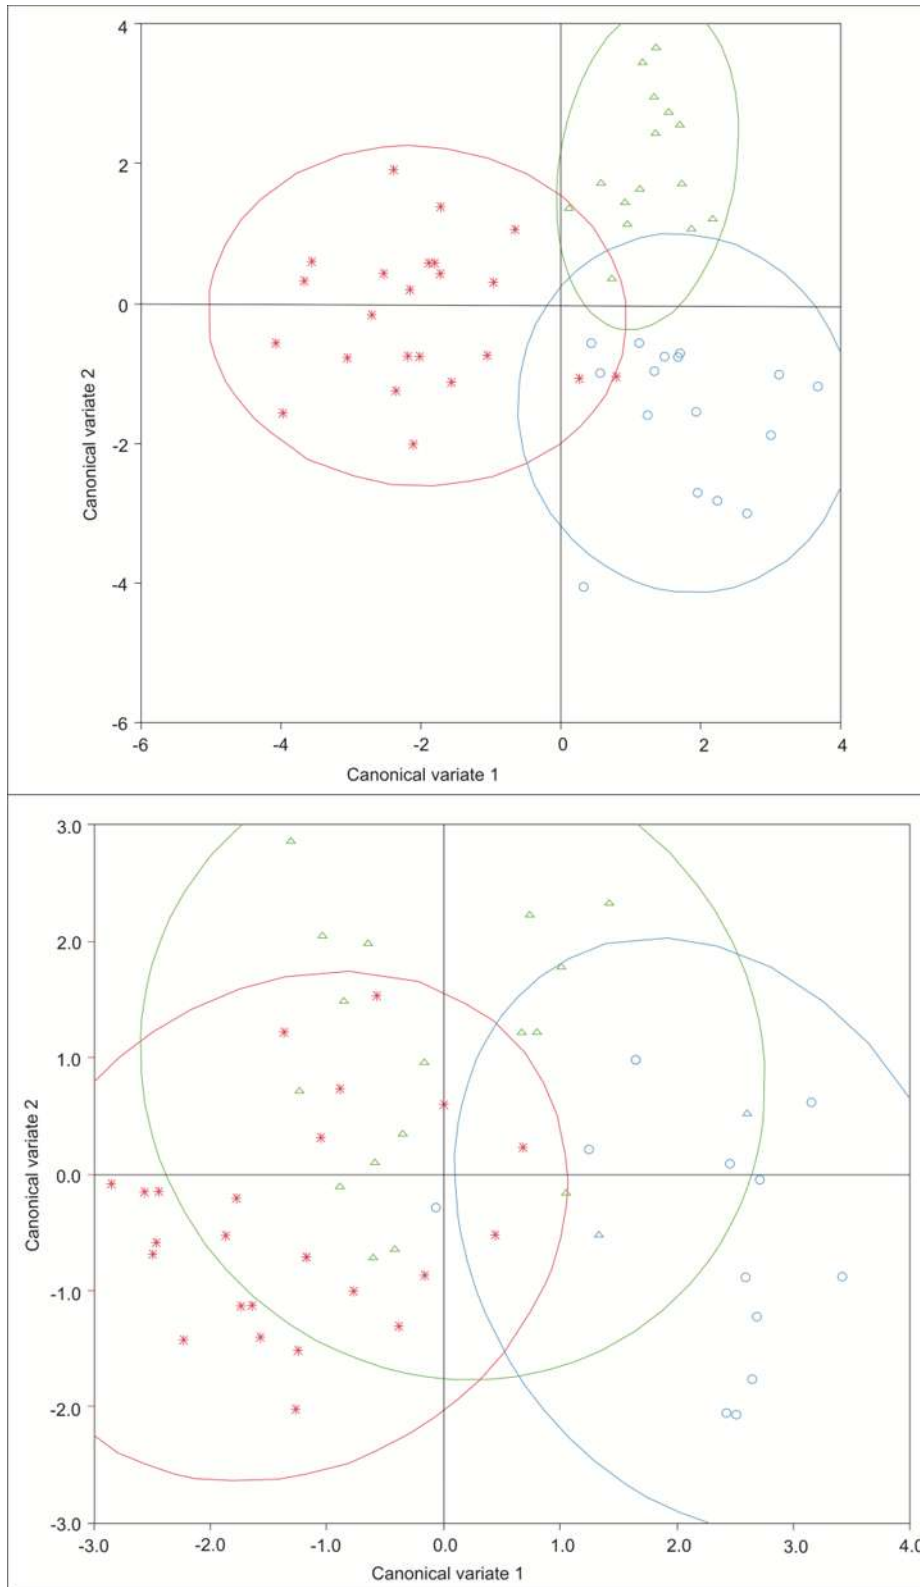 4
2
0
-2
-4
-6
Canonical variate 2
-6 -4 -2 0 2 4
Canonical variate 1
3.0
2.0
1.0
0.0
-1.0
-2.0
-3.0
Canonical variate 2
-3.0 -2.0 -1.0 0.0 1.0 2.0 3.0 4.0
Canonical variate 1